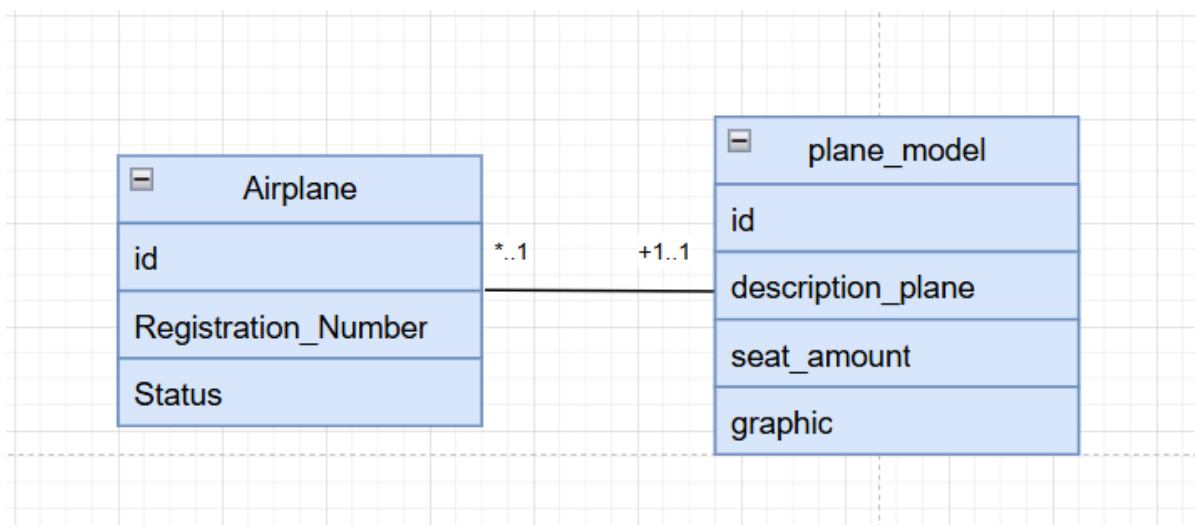 Airplane
id
Registration_Number
Status
*..1
+1..1
plane_model
id
description_plane
seat_amount
graphic